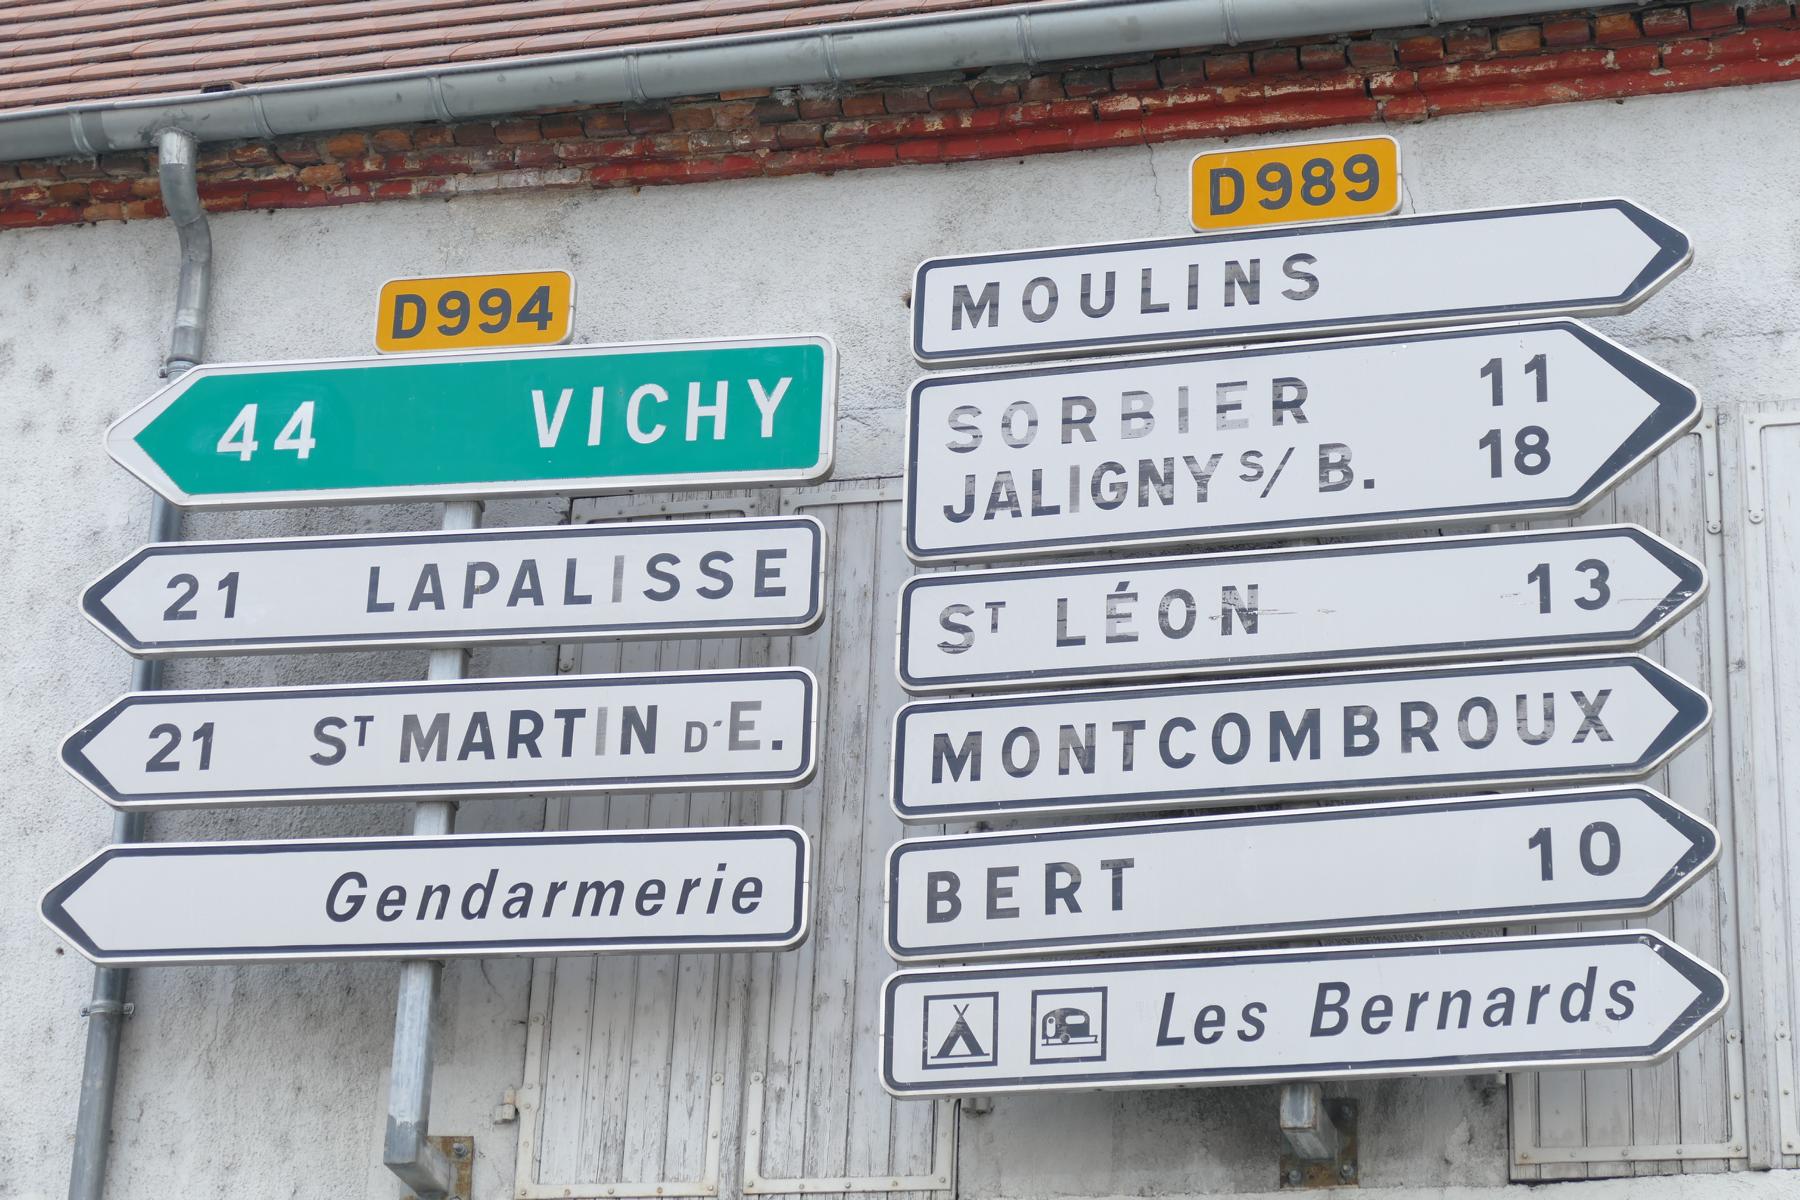 D994
44 VICHY
21 LAPALISSE
21 ST MARTIN D'E.
Gendarmerie
D989
MOULINS
SORBIER 11
JALIGNY S/ B. 18
ST LÉON 13
MONTCOMBROUX
BERT 10
Les Bernards